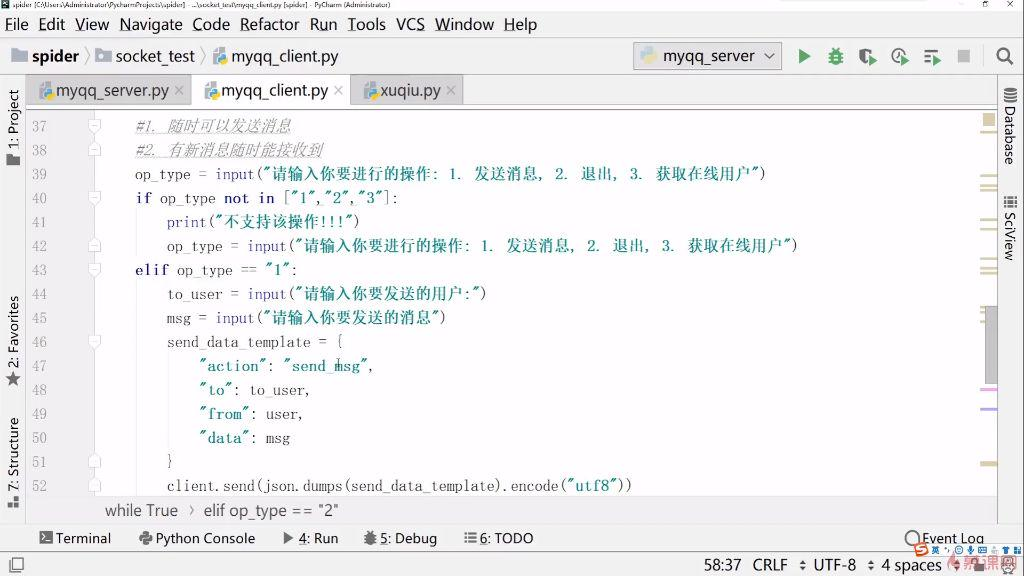 spider [C:\Users\Administrator\PycharmProjects\spider] - ...\socket_test\myqq_client.py [spider] - PyCharm (Administrator)
File Edit View Navigate Code Refactor Run Tools VCS Window Help
spider socket_test myqq_client.py myqq_server
myqq_server.py myqq_client.py xuqiu.py
1: Project
2: Favorites
7: Structure
Database
SciView
37 #1. 随时可以发送消息
38 #2. 有新消息随时能接收到
39 op_type = input("请输入你要进行的操作: 1. 发送消息, 2. 退出, 3. 获取在线用户")
40 if op_type not in ["1","2","3"]:
41 print("不支持该操作!!!")
42 op_type = input("请输入你要进行的操作: 1. 发送消息, 2. 退出, 3. 获取在线用户")
43 elif op_type == "1":
44 to_user = input("请输入你要发送的用户:")
45 msg = input("请输入你要发送的消息")
46 send_data_template = {
47 "action": "send_msg",
48 "to": to_user,
49 "from": user,
50 "data": msg
51 }
52 client.send(json.dumps(send_data_template).encode("utf8"))
while True › elif op_type == "2"
Terminal Python Console 4: Run 5: Debug 6: TODO Event Log
58:37 CRLF UTF-8 4 spaces
英
慕课网